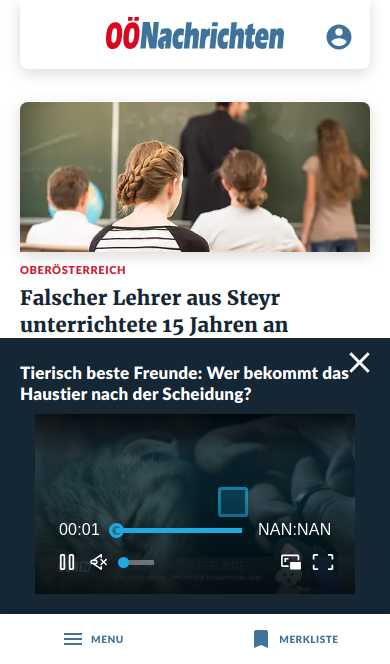 OÖNachrichten
OBERÖSTERREICH
Falscher Lehrer aus Steyr
unterrichtete 15 Jahren an
Tierisch beste Freunde: Wer bekommt das
Haustier nach der Scheidung?
00:01
NAN:NAN
MENU
MERKLISTE